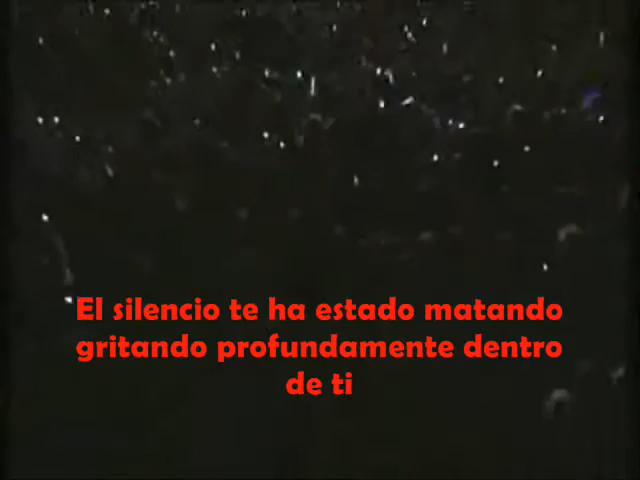 El silencio te ha estado matando
gritando profundamente dentro
de ti